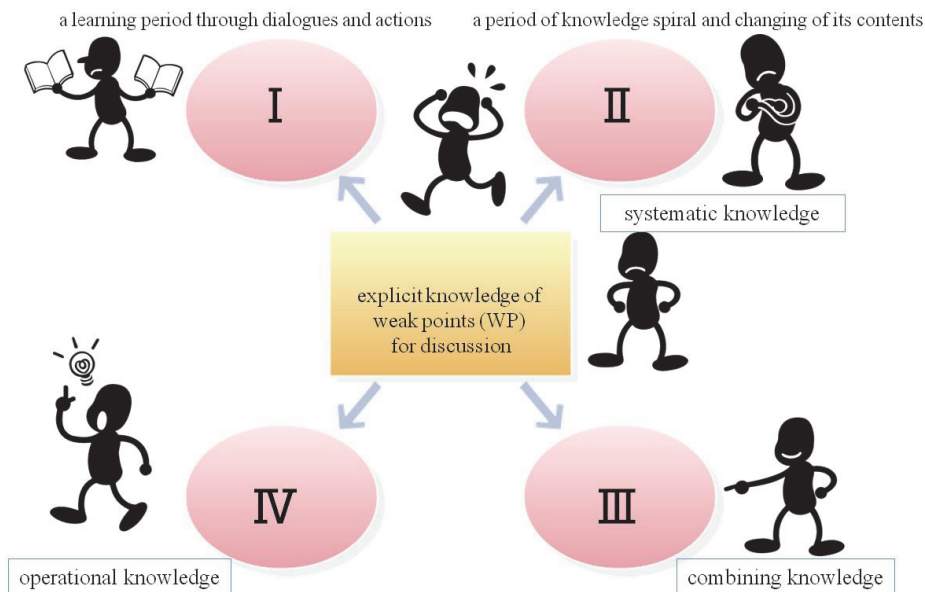 a learning period through dialogues and actions
a period of knowledge spiral and changing of its contents
I
II
systematic knowledge
explicit knowledge of
weak points (WP)
for discussion
IV
III
operational knowledge
combining knowledge